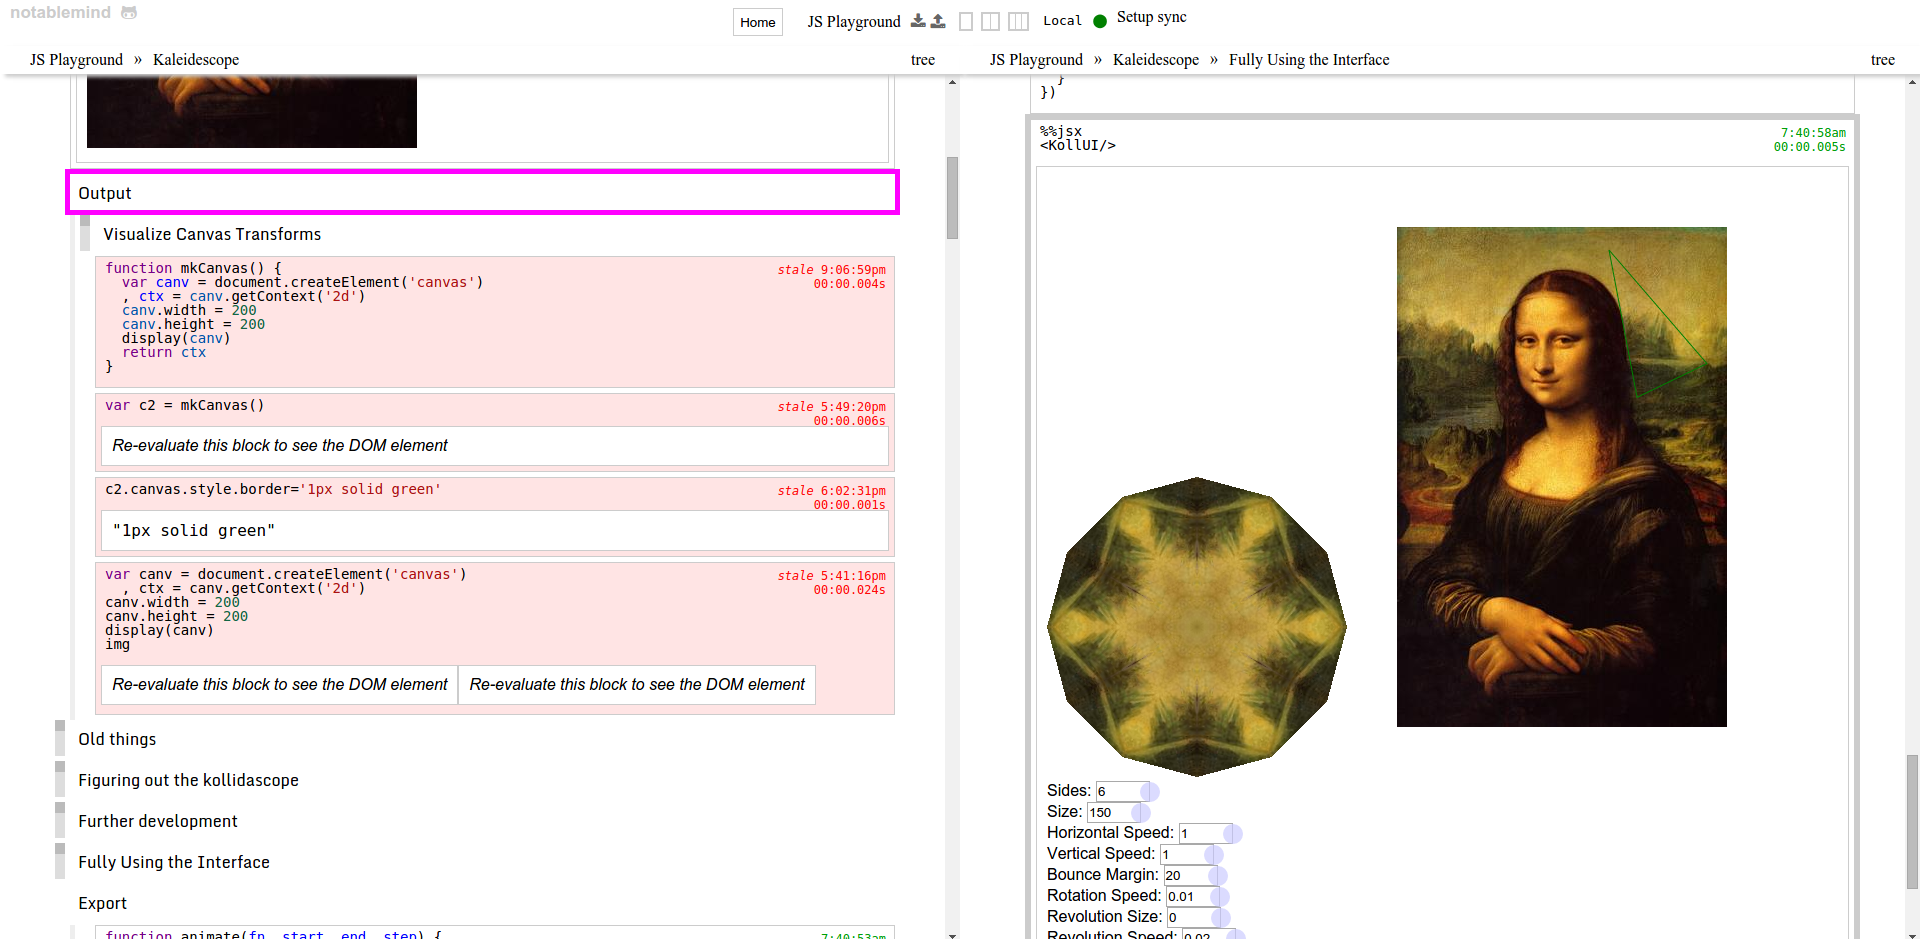 notablemind
Home
JS Playground
Local
Setup sync
JS Playground » Kaleidescope
tree
Output
Visualize Canvas Transforms
function mkCanvas() {
stale 9:06:59pm
var canv = document.createElement('canvas')
00:00.004s
, ctx = canv.getContext('2d')
canv.width = 200
canv.height = 200
display(canv)
return ctx
}
var c2 = mkCanvas()
stale 5:49:20pm
00:00.006s
Re-evaluate this block to see the DOM element
c2.canvas.style.border='1px solid green'
stale 6:02:31pm
00:00.001s
"1px solid green"
var canv = document.createElement('canvas')
stale 5:41:16pm
, ctx = canv.getContext('2d')
00:00.024s
canv.width = 200
canv.height = 200
display(canv)
img
Re-evaluate this block to see the DOM element
Re-evaluate this block to see the DOM element
Old things
Figuring out the kollidascope
Further development
Fully Using the Interface
Export
function animate(fn, start, end, step) {
7:40:53am
JS Playground » Kaleidescope » Fully Using the Interface
tree
}
})
%%jsx
7:40:58am
<KollUI/>
00:00.005s
Sides: 6
Size: 150
Horizontal Speed: 1
Vertical Speed: 1
Bounce Margin: 20
Rotation Speed: 0.01
Revolution Size: 0
Revolution Speed: 0.02